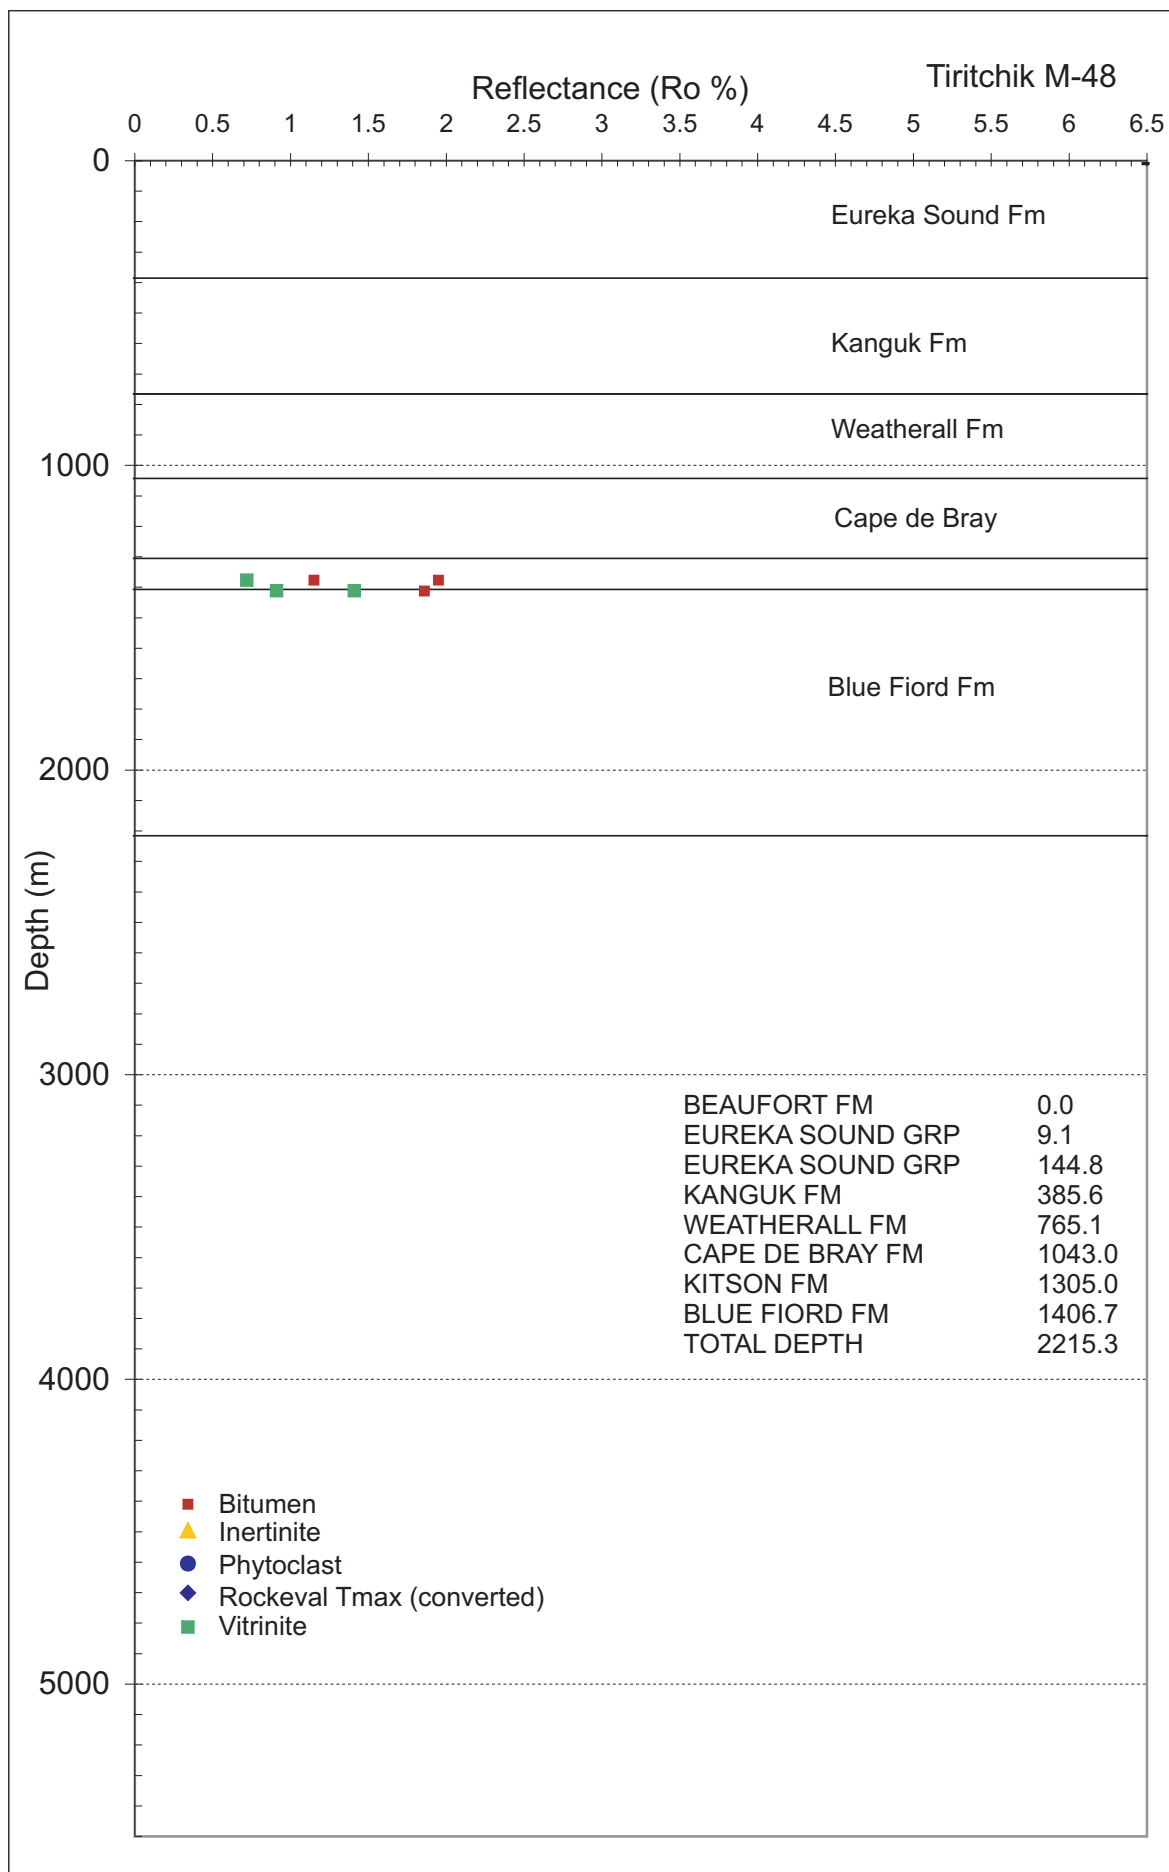 Tiritchik M-48
Reflectance (Ro %)
0 0.5 1 1.5 2 2.5 3 3.5 4 4.5 5 5.5 6 6.5
0
Eureka Sound Fm
Kanguk Fm
Weatherall Fm
1000
Cape de Bray
Blue Fiord Fm
2000
Depth (m)
3000
BEAUFORT FM 0.0
EUREKA SOUND GRP 9.1
EUREKA SOUND GRP 144.8
KANGUK FM 385.6
WEATHERALL FM 765.1
CAPE DE BRAY FM 1043.0
KITSON FM 1305.0
BLUE FIORD FM 1406.7
TOTAL DEPTH 2215.3
4000
Bitumen
Inertinite
Phytoclast
Rockeval Tmax (converted)
Vitrinite
5000